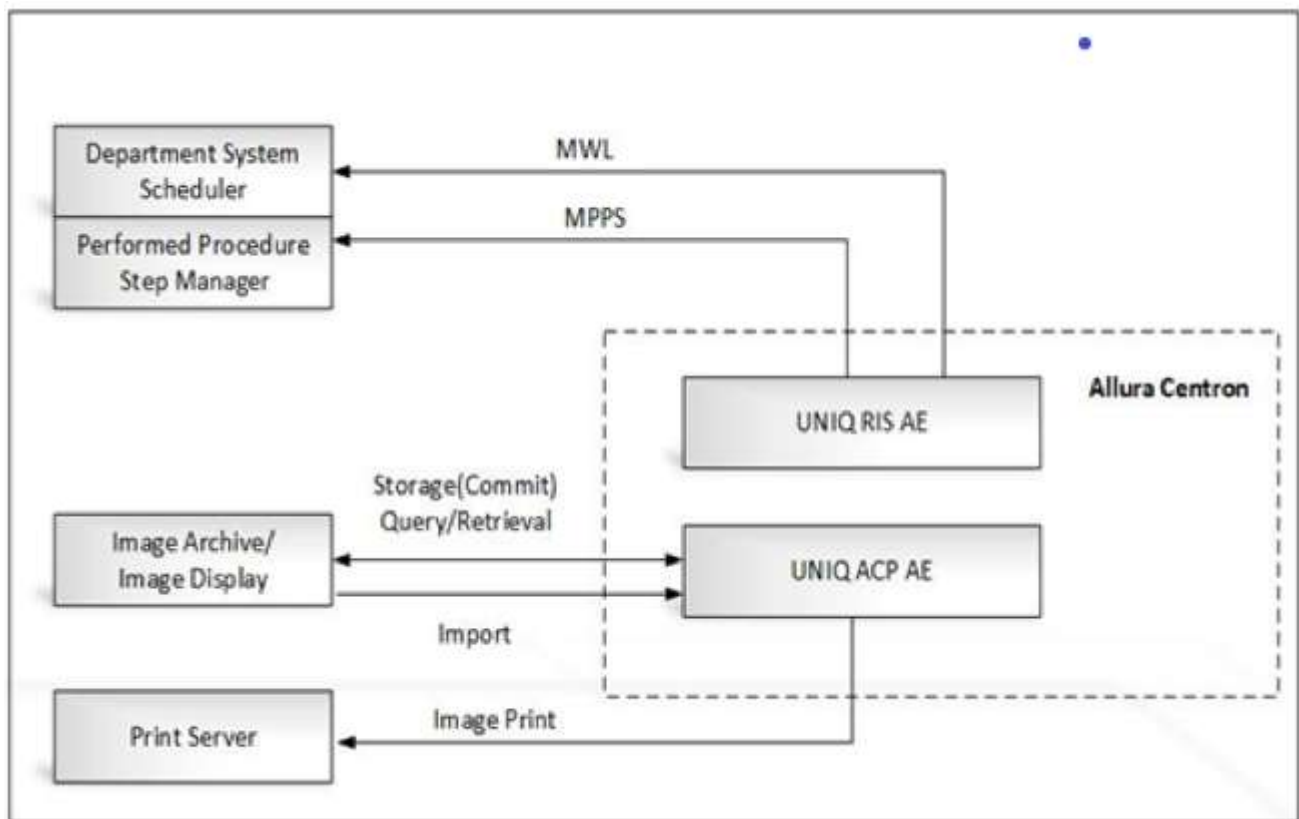 MWL
Department System
Scheduler
MPPS
Performed Procedure
Step Manager
Allura Centron
UNIQ RIS AE
Storage(Commit)
Query/Retrieval
Image Archive/
Image Display
UNIQ ACP AE
Import
Image Print
Print Server